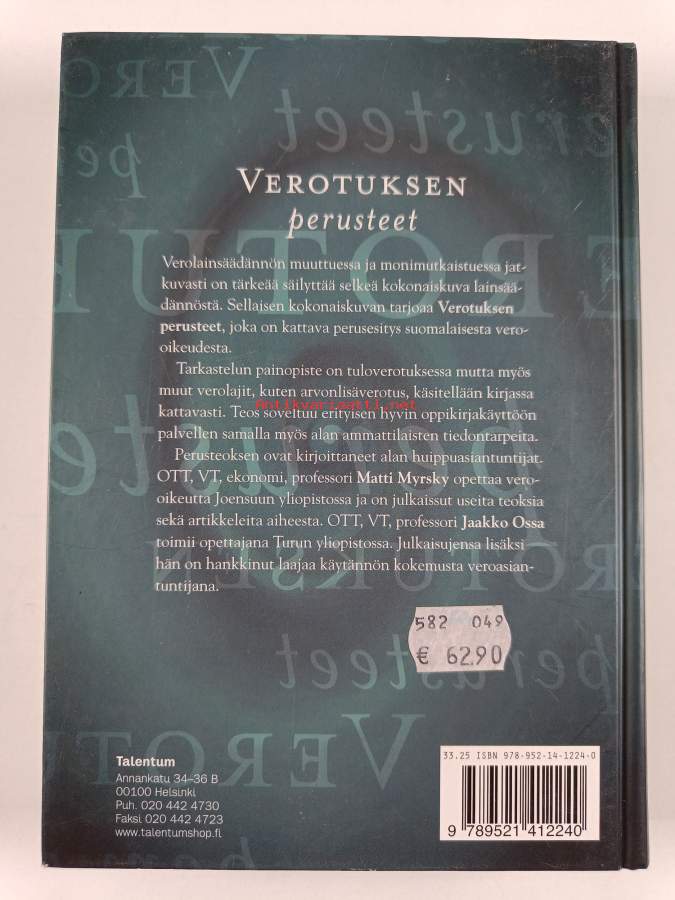 VEROTUKSEN
perusteet
Verolainsäädännön muuttuessa ja monimutkaistuessa jat-
kuvasti on tärkeää säilyttää selkeä kokonaiskuva lainsää-
dännöstä. Sellaisen kokonaiskuvan tarjoaa Verotuksen
perusteet, joka on kattava perusesitys suomalaisesta vero-
oikeudesta.
Tarkastelun painopiste on tuloverotuksessa mutta myös
muut verolajit, kuten arvonlisäverotus, käsitellään kirjassa
kattavasti. Teos soveltuu erityisen hyvin oppikirjakäyttöön
palvellen samalla myös alan ammattilaisten tiedontarpeita.
Perusteoksen ovat kirjoittaneet alan huippuasiantuntijat.
OTT, VT, ekonomi, professori Matti Myrsky opettaa vero-
oikeutta Joensuun yliopistossa ja on julkaissut useita teoksia
sekä artikkeleita aiheesta. OTT, VT, professori Jaakko Ossa
toimii opettajana Turun yliopistossa. Julkaisujensa lisäksi
hän on hankkinut laajaa käytännön kokemusta veroasian-
tuntijana.
Antikvariaatti.net
582 049
€ 62.90
Talentum
Annankatu 34–36 B
00100 Helsinki
Puh. 020 442 4730
Faksi 020 442 4723
www.talentumshop.fi
33.25 ISBN 978-952-14-1224-0
9 789521 412240